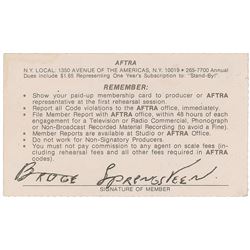 AFTRA
N.Y. LOCAL: 1350 AVENUE OF THE AMERICAS, N.Y. 10019 • 265-7700 Annual
Dues include $1.65 Representing One Year's Subscription to "Stand-By!"
REMEMBER:
• Show your paid-up membership card to producer or AFTRA
representative at the first rehearsal session.
• Report all Code violations to the AFTRA office, immediately.
• File Member Report with AFTRA office, within 48 hours of each
engagement for a Television or Radio Commercial, Phonograph
or Non-Broadcast Recorded Material Recording (to avoid a Fine).
• Member Reports are available at Studio or AFTRA Office.
• Do not work for Non-Signatory Producers.
• You must not pay commission to any agent on scale fees (in-
cluding rehearsal fees and all other fees required in AFTRA
codes).
BRUCE SPRINGSTEEN
SIGNATURE OF MEMBER